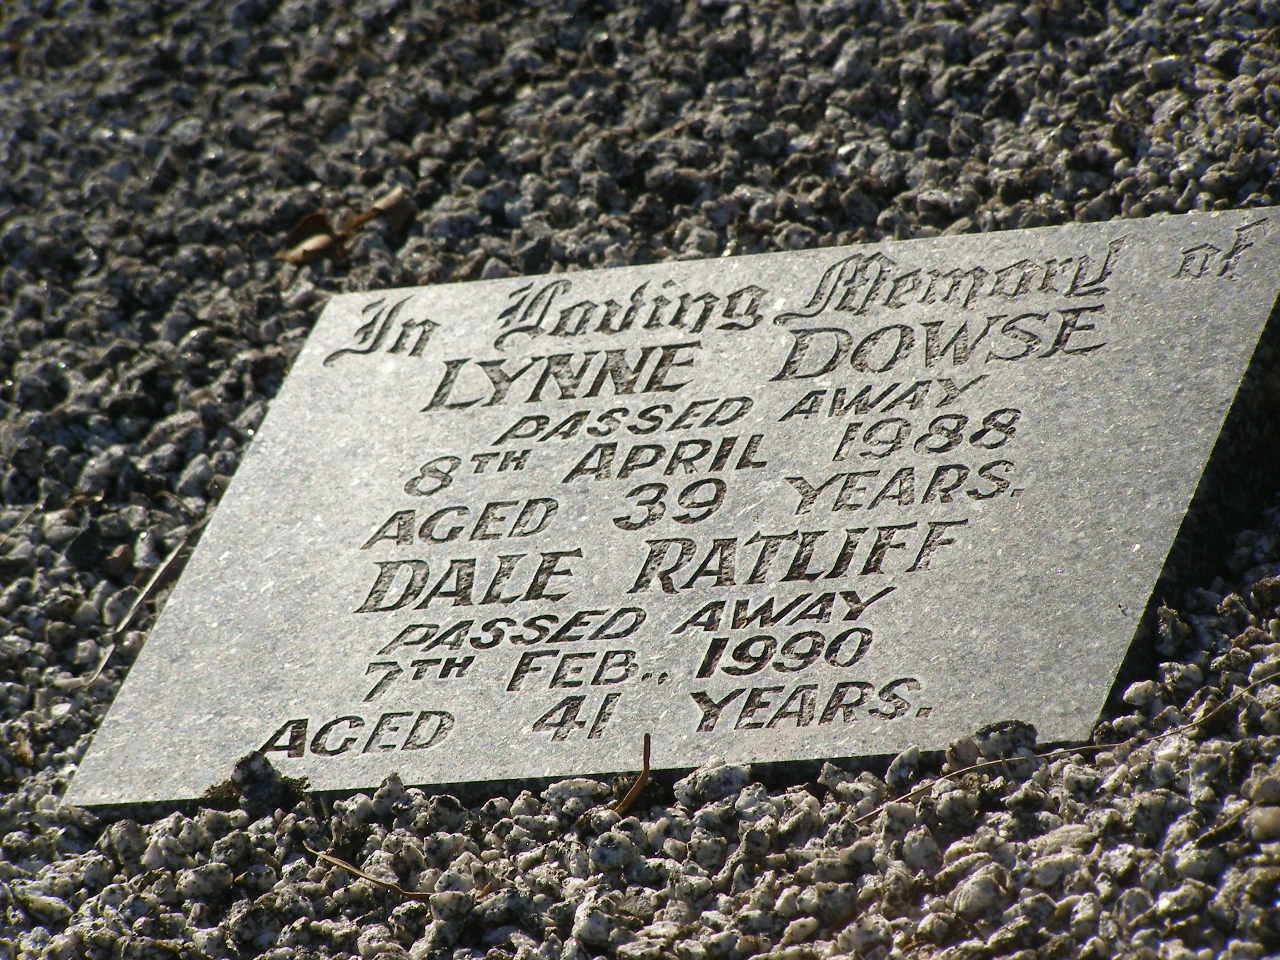 In Loving Memory of
LYNNE DOWSE
PASSED AWAY
8TH APRIL 1988
AGED 39 YEARS.
DALE RATLIFF
PASSED AWAY
7TH FEB., 1990
AGED 41 YEARS.